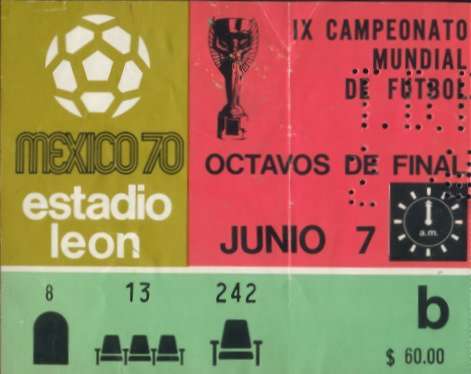 MEXICO 70
estadio
leon
IX CAMPEONATO
MUNDIAL
DE FUTBOL
OCTAVOS DE FINAL
JUNIO 7
a.m.
8 13 242
b
$ 60.00